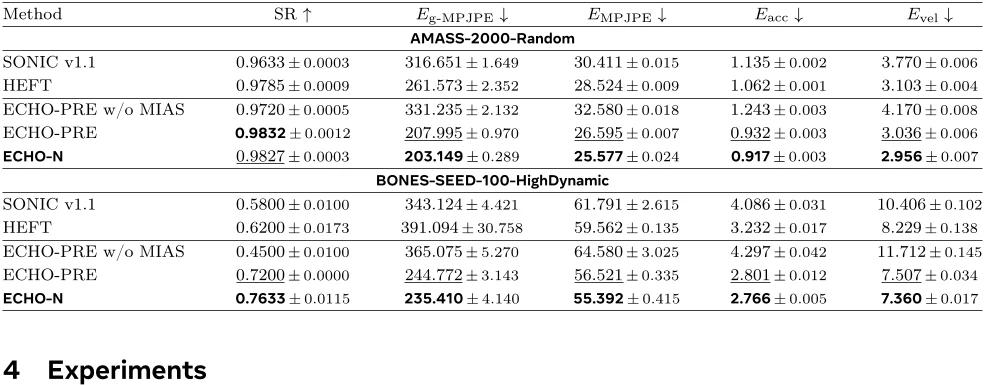 Method SR ↑ E_g-MPJPE ↓ E_MPJPE ↓ E_acc ↓ E_vel ↓
AMASS-2000-Random
SONIC v1.1 0.9633 ± 0.0003 316.651 ± 1.649 30.411 ± 0.015 1.135 ± 0.002 3.770 ± 0.006
HEFT 0.9785 ± 0.0009 261.573 ± 2.352 28.524 ± 0.009 1.062 ± 0.001 3.103 ± 0.004
ECHO-PRE w/o MIAS 0.9720 ± 0.0005 331.235 ± 2.132 32.580 ± 0.018 1.243 ± 0.003 4.170 ± 0.008
ECHO-PRE 0.9832 ± 0.0012 207.995 ± 0.970 26.595 ± 0.007 0.932 ± 0.003 3.036 ± 0.006
ECHO-N 0.9827 ± 0.0003 203.149 ± 0.289 25.577 ± 0.024 0.917 ± 0.003 2.956 ± 0.007
BONES-SEED-100-HighDynamic
SONIC v1.1 0.5800 ± 0.0100 343.124 ± 4.421 61.791 ± 2.615 4.086 ± 0.031 10.406 ± 0.102
HEFT 0.6200 ± 0.0173 391.094 ± 30.758 59.562 ± 0.135 3.232 ± 0.017 8.229 ± 0.138
ECHO-PRE w/o MIAS 0.4500 ± 0.0100 365.075 ± 5.270 64.580 ± 3.025 4.297 ± 0.042 11.712 ± 0.145
ECHO-PRE 0.7200 ± 0.0000 244.772 ± 3.143 56.521 ± 0.335 2.801 ± 0.012 7.507 ± 0.034
ECHO-N 0.7633 ± 0.0115 235.410 ± 4.140 55.392 ± 0.415 2.766 ± 0.005 7.360 ± 0.017
4 Experiments